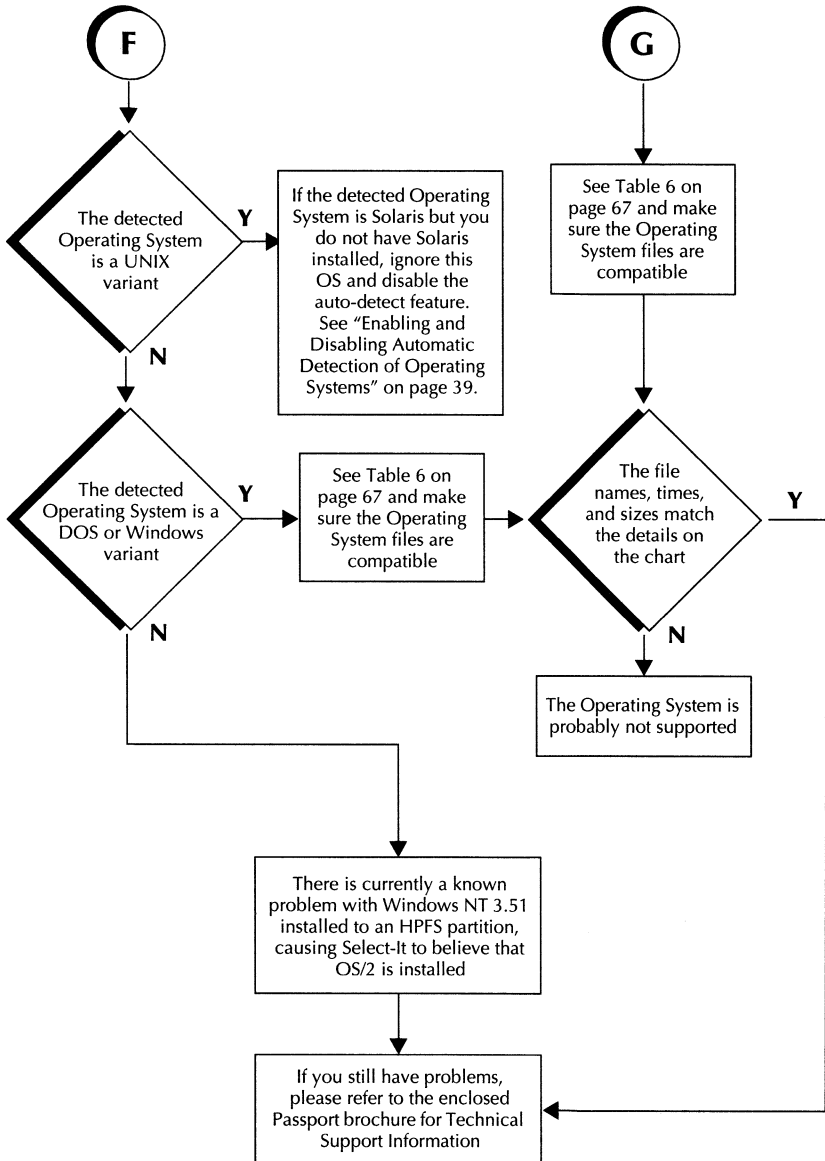 F
G
The detected
Operating System
is a UNIX
variant
Y
N
If the detected Operating
System is Solaris but you
do not have Solaris
installed, ignore this
OS and disable the
auto-detect feature.
See “Enabling and
Disabling Automatic
Detection of Operating
Systems” on page 39.
See Table 6 on
page 67 and make
sure the Operating
System files are
compatible
The detected
Operating System is a
DOS or Windows
variant
Y
N
See Table 6 on
page 67 and make
sure the Operating
System files are
compatible
The file
names, times,
and sizes match
the details on
the chart
Y
N
The Operating System is
probably not supported
There is currently a known
problem with Windows NT 3.51
installed to an HPFS partition,
causing Select-It to believe that
OS/2 is installed
If you still have problems,
please refer to the enclosed
Passport brochure for Technical
Support Information